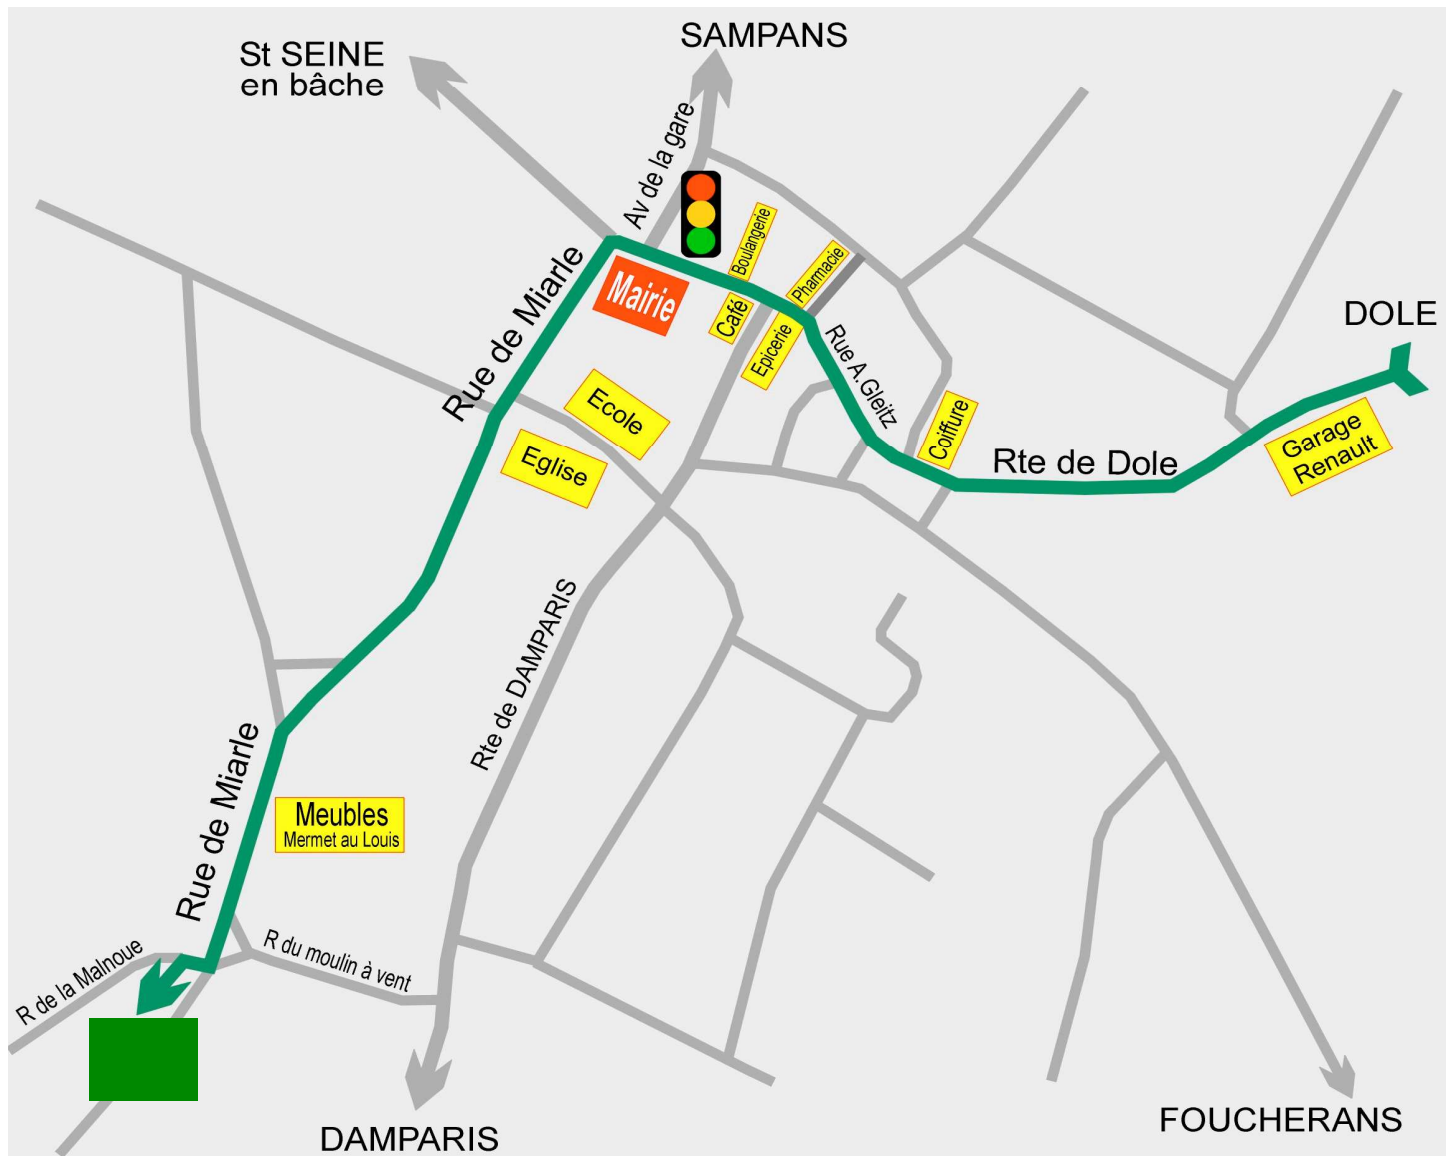 SAMPANS
St SEINE
en bâche
Av de la gare
Boulangerie
Pharmacie
Rue de Miarle
Mairie
Café
Epicerie
DOLE
Rue A.Gleitz
Ecole
Coiffure
Garage
Renault
Eglise
Rte de Dole
Rte de DAMPARIS
Rue de Miarle
Meubles
Mermet au Louis
R de la Malnoue
R du moulin à vent
DAMPARIS
FOUCHERANS